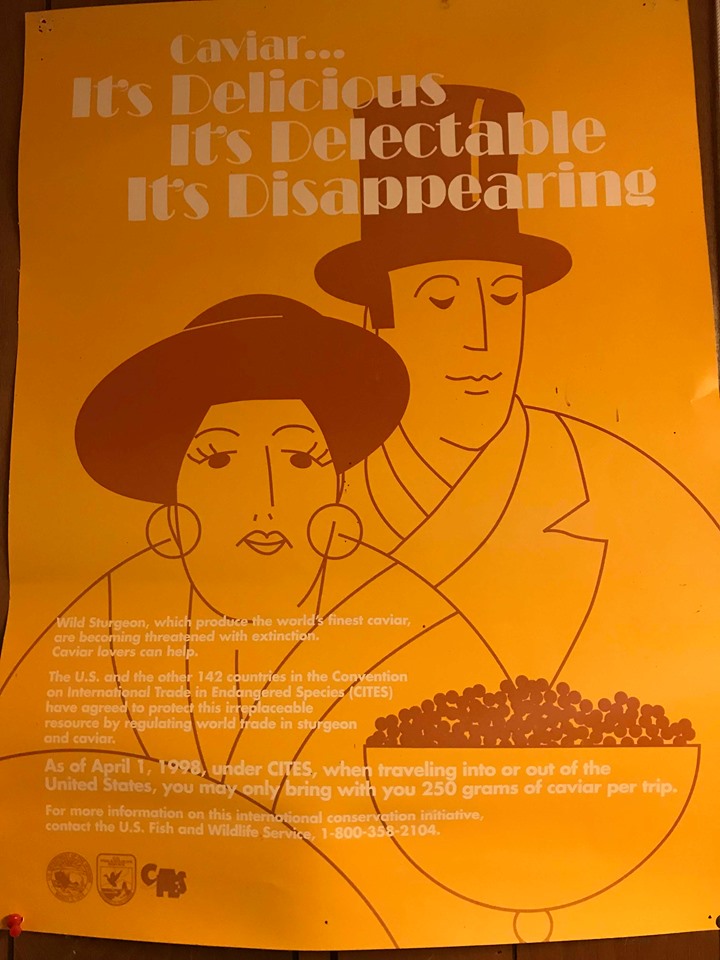 Caviar...
It's Delicious
It's Delectable
It's Disappearing
Wild Sturgeon, which produce the world's finest caviar,
are becoming threatened with extinction.
Caviar lovers can help.
The U.S. and the other 142 countries in the Convention
on International Trade in Endangered Species (CITES)
have agreed to protect this irreplaceable
resource by regulating world trade in sturgeon
and caviar.
As of April 1, 1998, under CITES, when traveling into or out of the
United States, you may only bring with you 250 grams of caviar per trip.
For more information on this international conservation initiative,
contact the U.S. Fish and Wildlife Service, 1-800-358-2104.